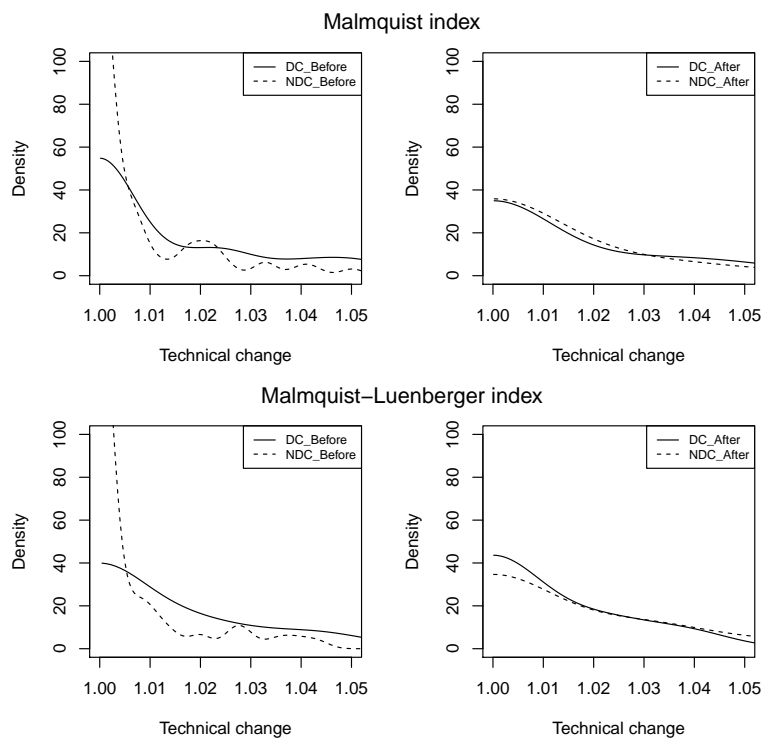 Malmquist index
DC_Before
NDC_Before
Density
0 20 40 60 80 100
1.00 1.01 1.02 1.03 1.04 1.05
Technical change
DC_After
NDC_After
Density
0 20 40 60 80 100
1.00 1.01 1.02 1.03 1.04 1.05
Technical change
Malmquist−Luenberger index
DC_Before
NDC_Before
Density
0 20 40 60 80 100
1.00 1.01 1.02 1.03 1.04 1.05
Technical change
DC_After
NDC_After
Density
0 20 40 60 80 100
1.00 1.01 1.02 1.03 1.04 1.05
Technical change